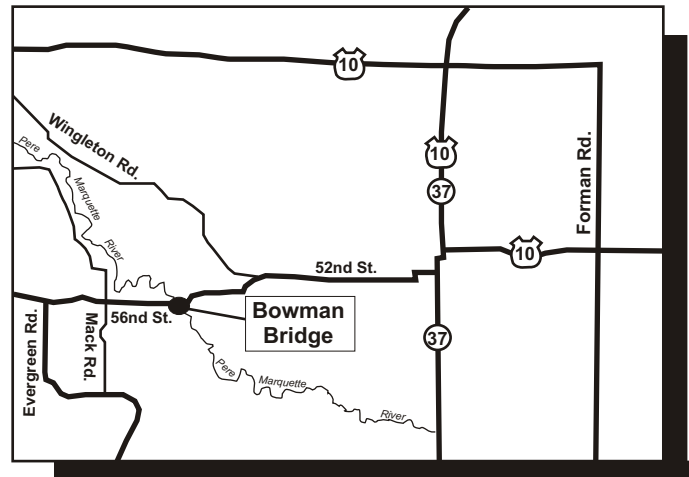 10
Wingleton Rd.
Pere
Marquette
River
10
37
Forman Rd.
10
52nd St.
56nd St.
Bowman
Bridge
Evergreen Rd.
Mack Rd.
37
Pere
Marquette
River